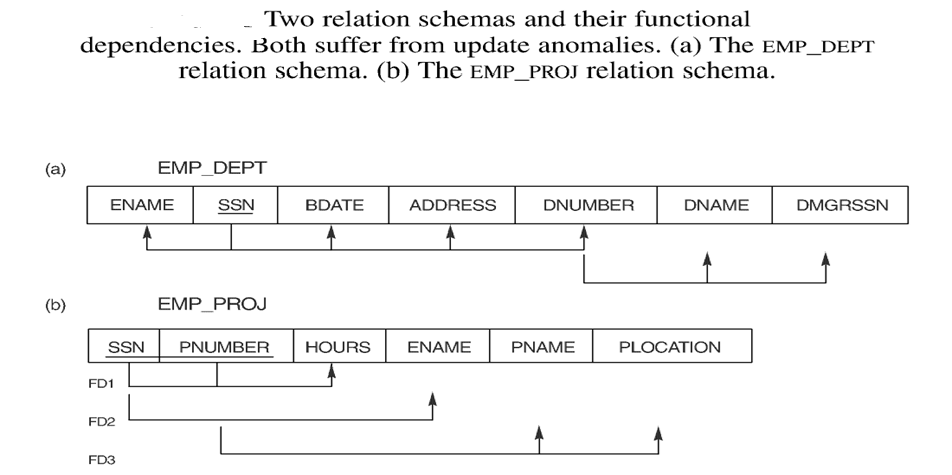 Two relation schemas and their functional
dependencies. Both suffer from update anomalies. (a) The EMP_DEPT
relation schema. (b) The EMP_PROJ relation schema.
(a) EMP_DEPT
ENAME SSN BDATE ADDRESS DNUMBER DNAME DMGRSSN
(b) EMP_PROJ
SSN PNUMBER HOURS ENAME PNAME PLOCATION
FD1
FD2
FD3